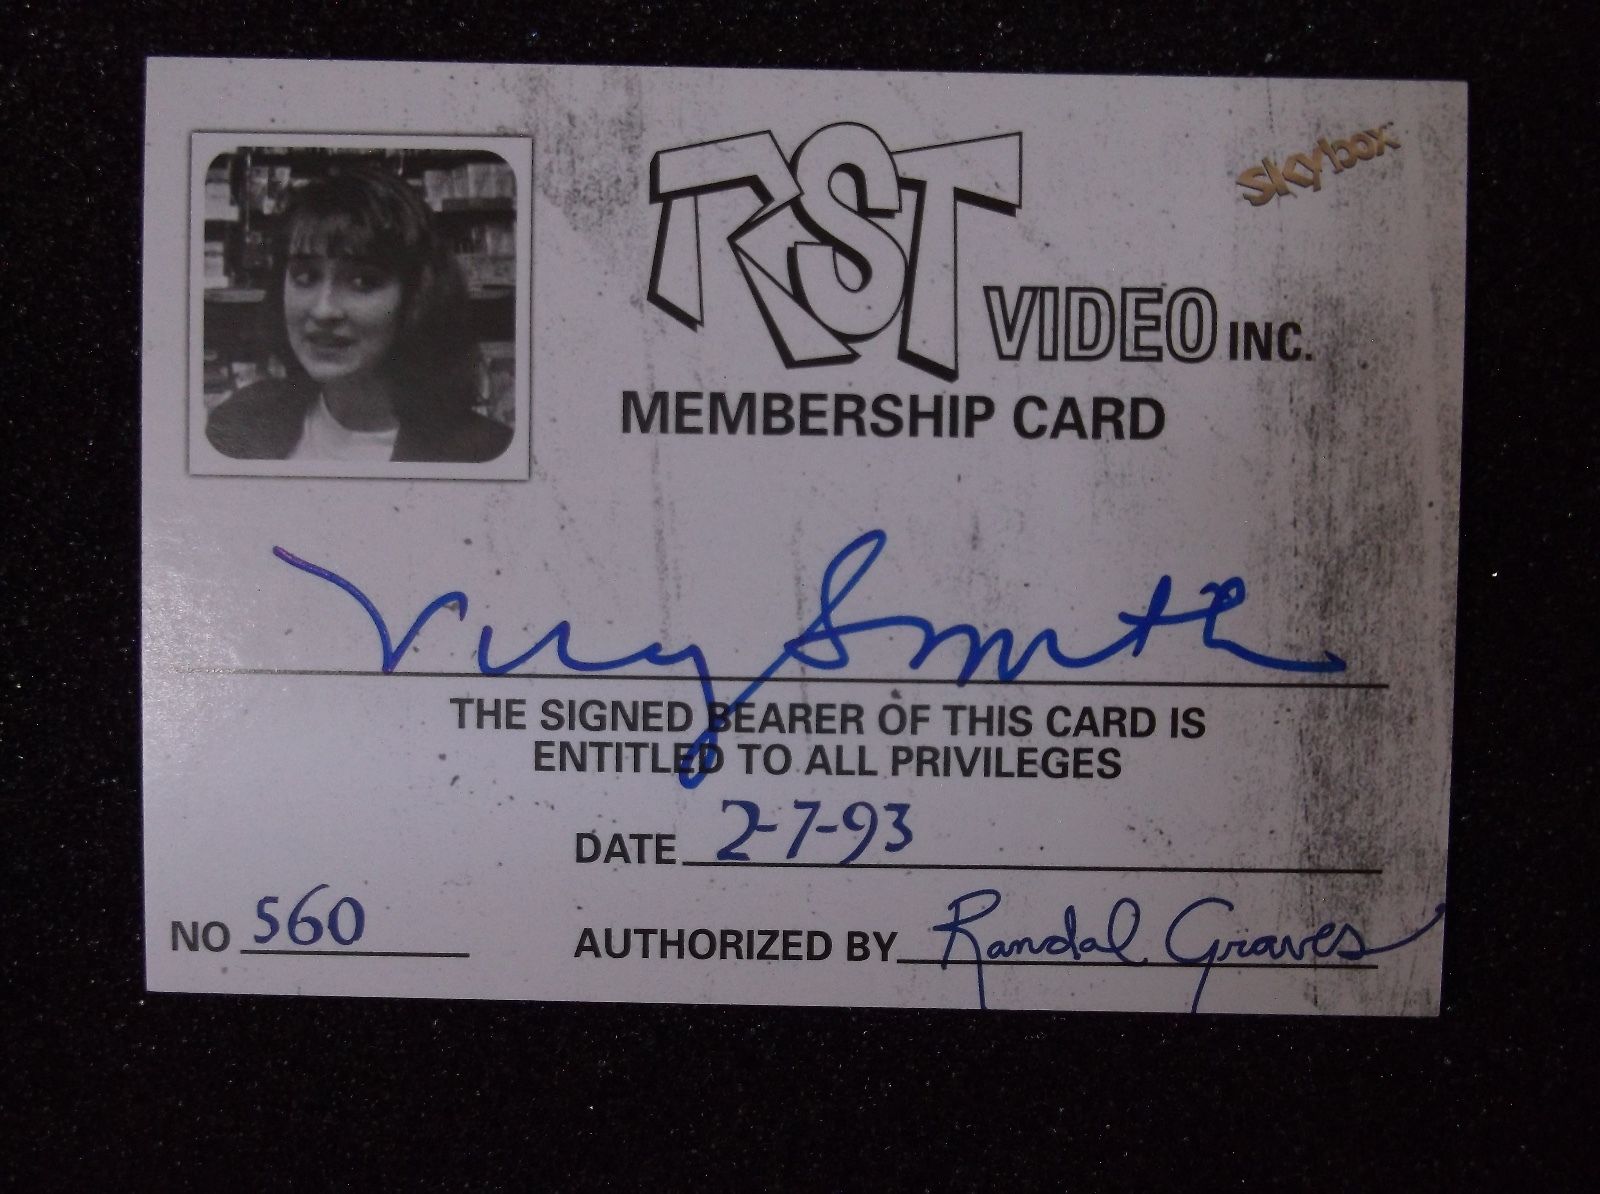 RST VIDEO INC.
skybox
MEMBERSHIP CARD
Smith
THE SIGNED BEARER OF THIS CARD IS
ENTITLED TO ALL PRIVILEGES
DATE 2-7-93
NO 560
AUTHORIZED BY Randal Graves